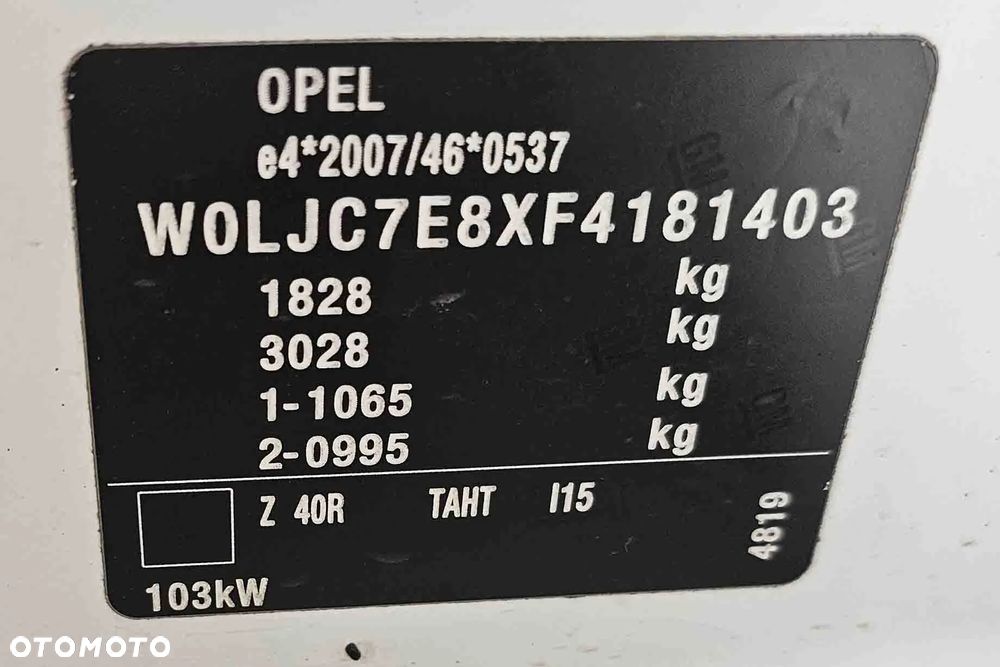 OPEL
e4*2007/46*0537
W0LJC7E8XF4181403
1828 kg
3028 kg
1-1065 kg
2-0995 kg
Z 40R TAHT I15
4819
103kW
OTOMOTO